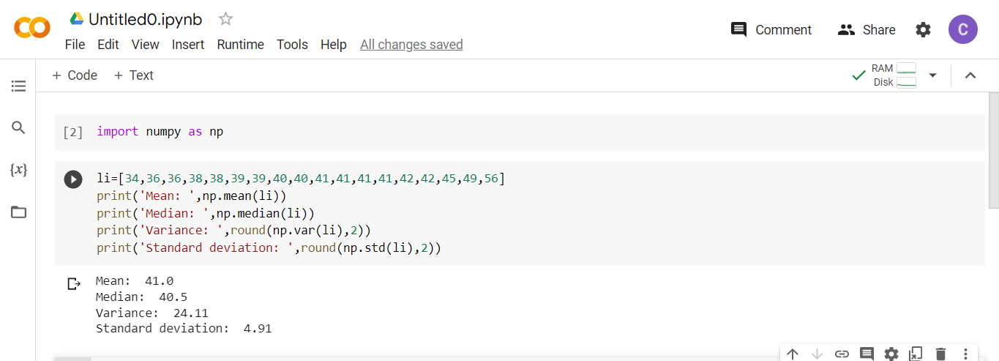 Untitled0.ipynb
Comment
Share
C
File Edit View Insert Runtime Tools Help All changes saved
+ Code + Text
RAM
Disk
{x}
[2] import numpy as np
li=[34,36,36,38,38,39,39,40,40,41,41,41,41,42,42,45,49,56]
print('Mean: ',np.mean(li))
print('Median: ',np.median(li))
print('Variance: ',round(np.var(li),2))
print('Standard deviation: ',round(np.std(li),2))
Mean:  41.0
Median:  40.5
Variance:  24.11
Standard deviation:  4.91